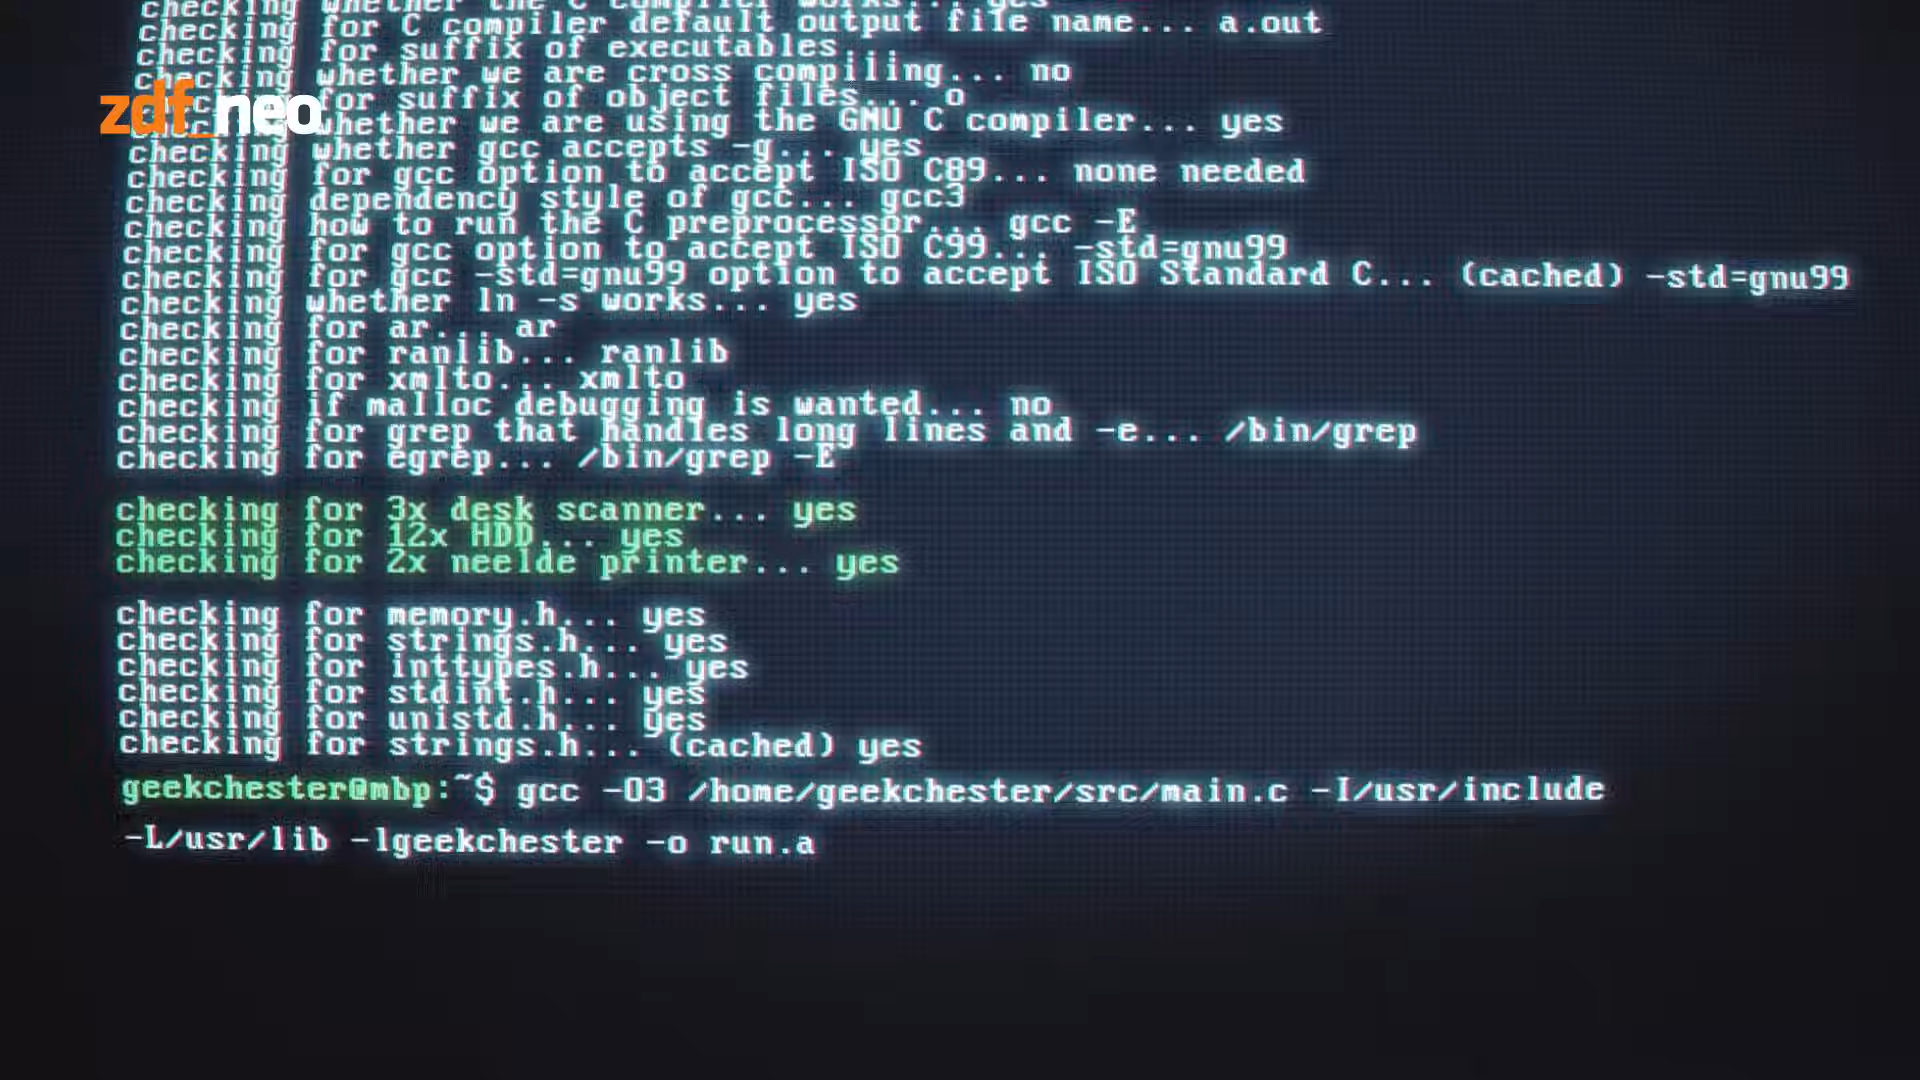 checking whether the C compiler works... yes
checking for C compiler default output file name... a.out
checking for suffix of executables...
checking whether we are cross compiling... no
checking for suffix of object files... o
zdf_neo
checking whether we are using the GNU C compiler... yes
checking whether gcc accepts -g... yes
checking for gcc option to accept ISO C89... none needed
checking dependency style of gcc... gcc3
checking how to run the C preprocessor... gcc -E
checking for gcc option to accept ISO C99... -std=gnu99
checking for gcc -std=gnu99 option to accept ISO Standard C... (cached) -std=gnu99
checking whether ln -s works... yes
checking for ar... ar
checking for ranlib... ranlib
checking for xmlto... xmlto
checking if malloc debugging is wanted... no
checking for grep that handles long lines and -e... /bin/grep
checking for egrep... /bin/grep -E
checking for 3x desk scanner... yes
checking for 12x HDD... yes
checking for 2x neelde printer... yes
checking for memory.h... yes
checking for strings.h... yes
checking for inttypes.h... yes
checking for stdint.h... yes
checking for unistd.h... yes
checking for strings.h... (cached) yes
geekchester@mbp:~$ gcc -O3 /home/geekchester/src/main.c -I/usr/include
-L/usr/lib -lgeekchester -o run.a